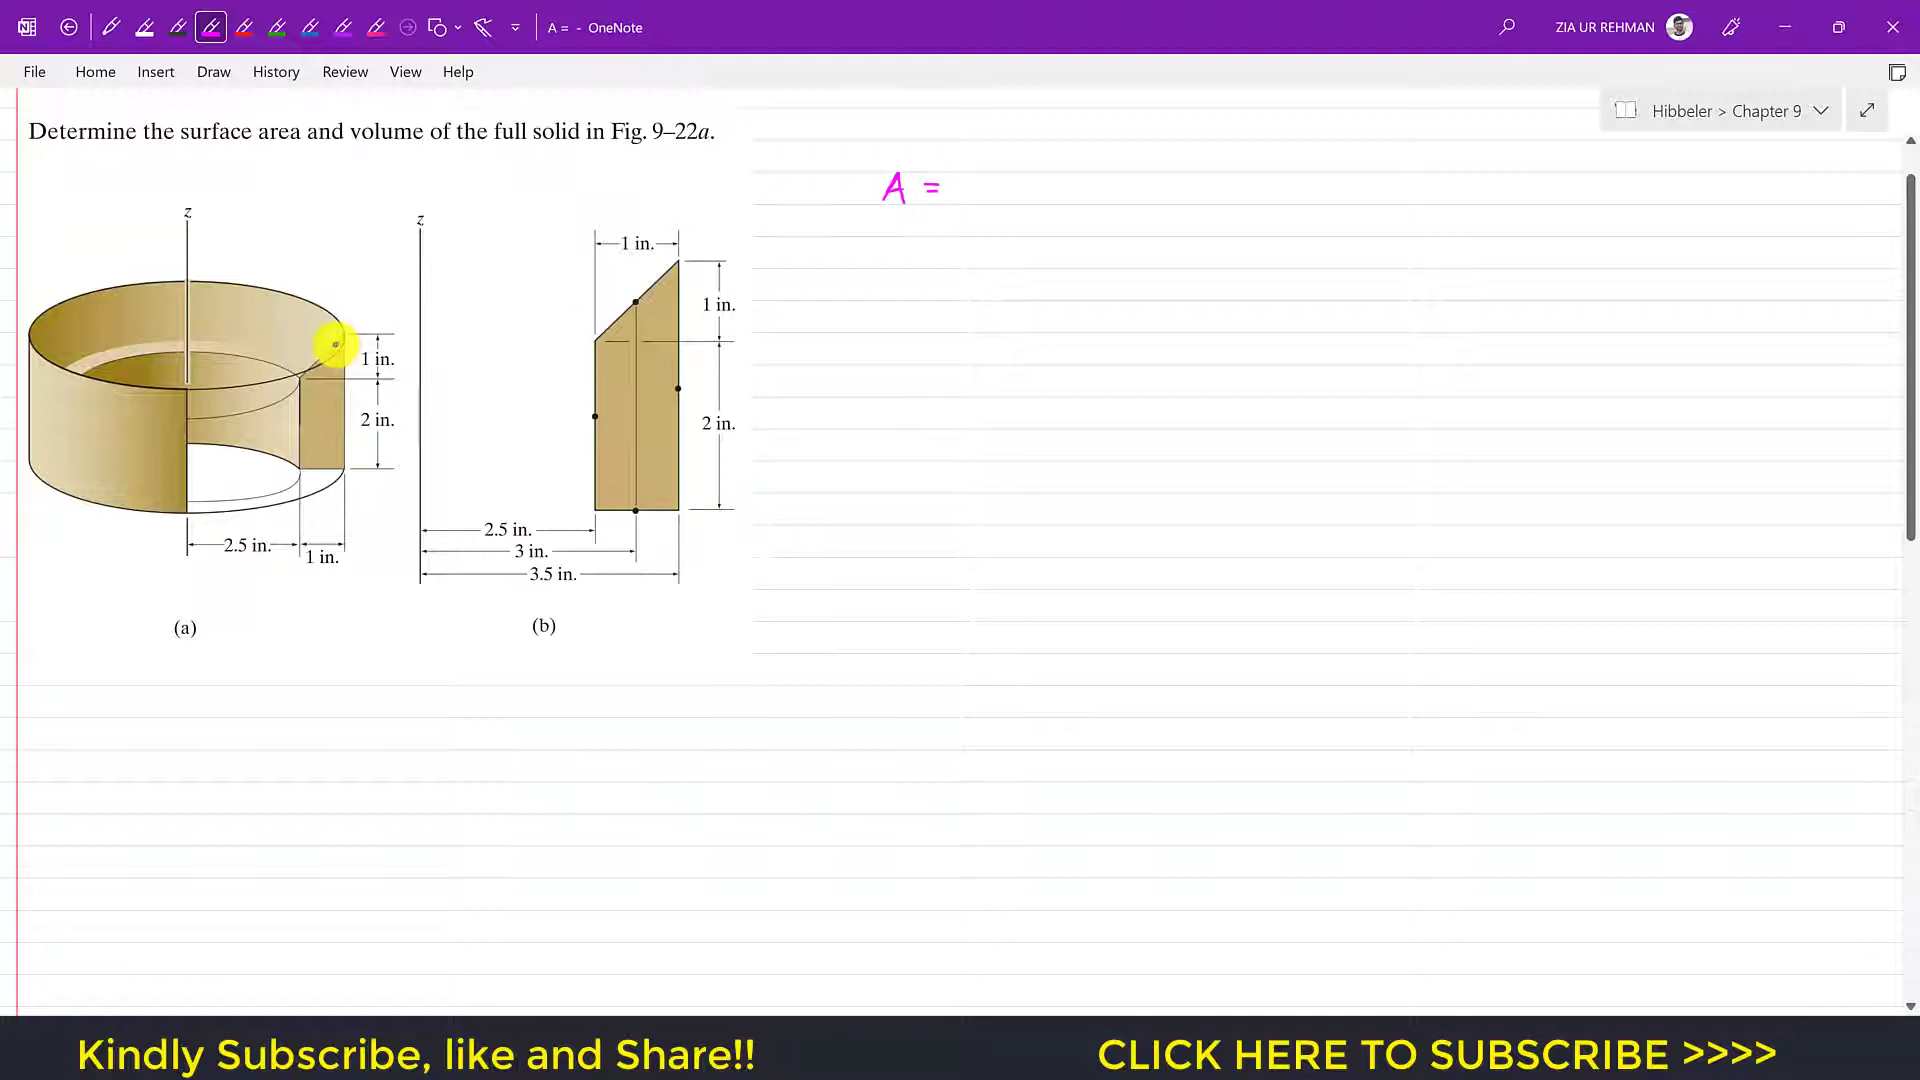 A = - OneNote
ZIA UR REHMAN
File Home Insert Draw History Review View Help
Hibbeler > Chapter 9
Determine the surface area and volume of the full solid in Fig. 9–22a.
A =
z
1 in.
2 in.
2.5 in.
1 in.
(a)
z
1 in.
1 in.
2 in.
2.5 in.
3 in.
3.5 in.
(b)
Kindly Subscribe, like and Share!!
CLICK HERE TO SUBSCRIBE >>>>